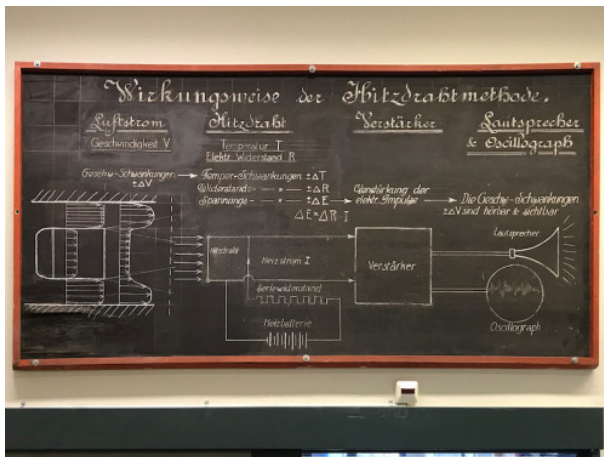 Wirkungsweise der Hitzdrahtmethode.
Luftstrom
Geschwindigkeit V
Hitzdraht
Temperatur T
Elektr. Widerstand R
Verstärker
Lautsprecher
& Oscillograph
Geschw-Schwankungen
±ΔV
Temper-Schwankungen ±ΔT
Widerstands- " ±ΔR
Spannungs- " ±ΔE
ΔE=ΔR·I
Verstärkung der
elektr. Impulse
Die Geschw-Schwankungen
±ΔV sind hörbar & sichtbar
Hitzdraht
Heizstrom I
Vorwiderstand
Heizbatterie
Verstärker
Lautsprecher
Oscillograph